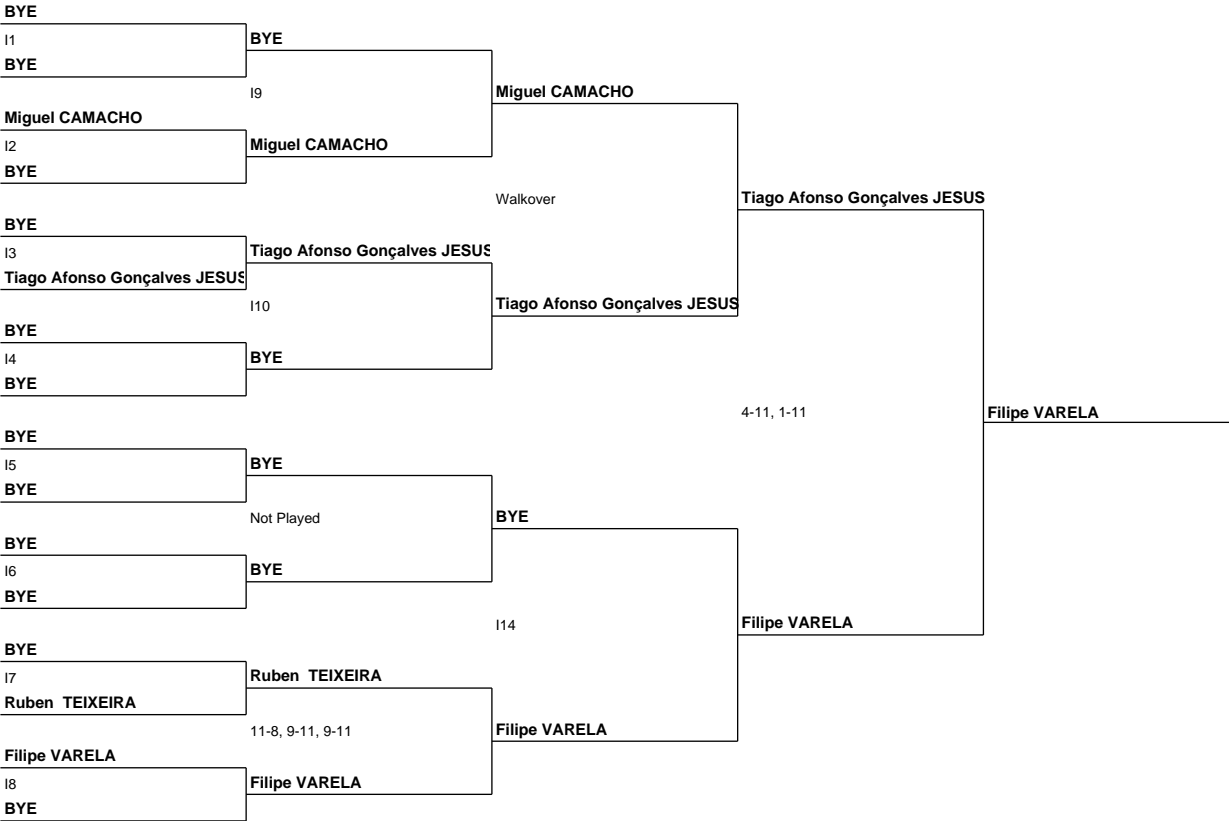 BYE
I1
BYE
BYE
I9
Miguel CAMACHO
Miguel CAMACHO
I2
Miguel CAMACHO
BYE
Walkover
Tiago Afonso Gonçalves JESUS
BYE
I3
Tiago Afonso Gonçalves JESUS
Tiago Afonso Gonçalves JESUS
I10
Tiago Afonso Gonçalves JESUS
BYE
I4
BYE
BYE
4-11, 1-11
Filipe VARELA
BYE
I5
BYE
BYE
Not Played
BYE
BYE
I6
BYE
BYE
I14
Filipe VARELA
BYE
I7
Ruben TEIXEIRA
Ruben TEIXEIRA
11-8, 9-11, 9-11
Filipe VARELA
Filipe VARELA
I8
Filipe VARELA
BYE